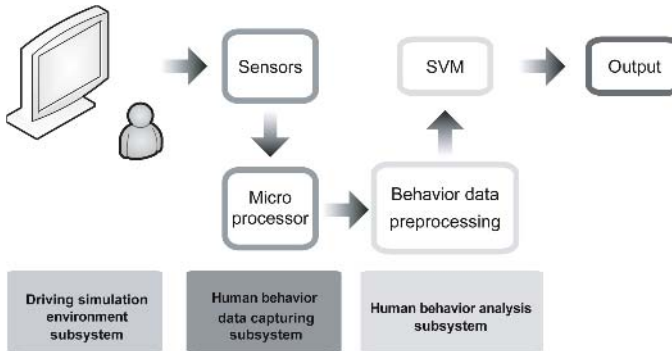 Sensors
SVM
Output
Micro
processor
Behavior data
preprocessing
Driving simulation
environment
subsystem
Human behavior
data capturing
subsystem
Human behavior analysis
subsystem